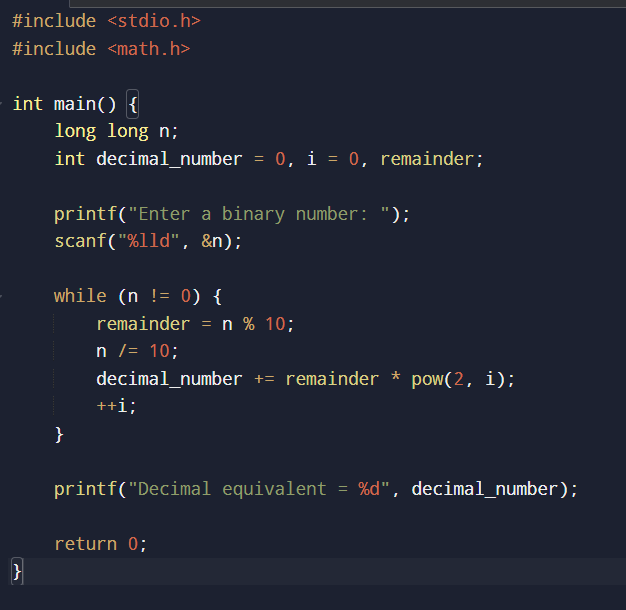 #include <stdio.h>
#include <math.h>
int main() {
    long long n;
    int decimal_number = 0, i = 0, remainder;
    printf("Enter a binary number: ");
    scanf("%lld", &n);
    while (n != 0) {
        remainder = n % 10;
        n /= 10;
        decimal_number += remainder * pow(2, i);
        ++i;
    }
    printf("Decimal equivalent = %d", decimal_number);
    return 0;
}